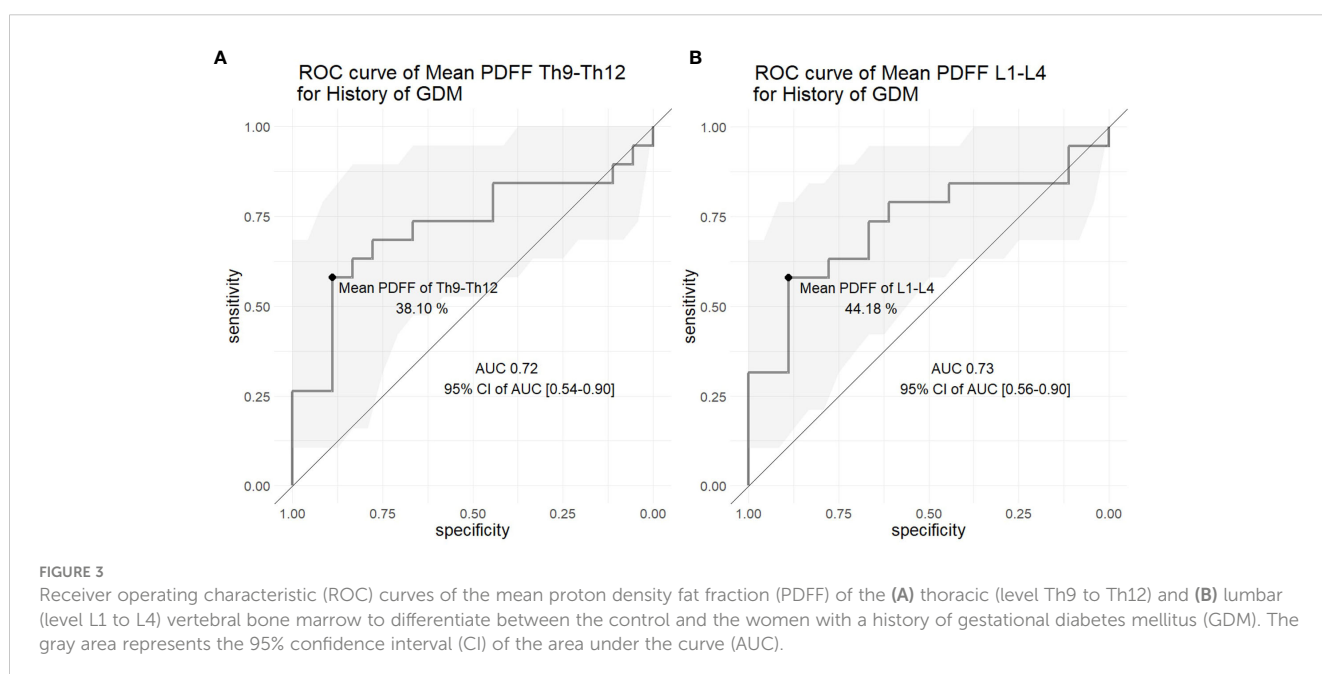 A
ROC curve of Mean PDFF Th9-Th12
for History of GDM
1.00
0.75
0.50
0.25
0.00
sensitivity
Mean PDFF of Th9-Th12
38.10 %
AUC 0.72
95% CI of AUC [0.54-0.90]
1.00
0.75
0.50
0.25
0.00
specificity
B
ROC curve of Mean PDFF L1-L4
for History of GDM
1.00
0.75
0.50
0.25
0.00
sensitivity
Mean PDFF of L1-L4
44.18 %
AUC 0.73
95% CI of AUC [0.56-0.90]
1.00
0.75
0.50
0.25
0.00
specificity
FIGURE 3
Receiver operating characteristic (ROC) curves of the mean proton density fat fraction (PDFF) of the (A) thoracic (level Th9 to Th12) and (B) lumbar
(level L1 to L4) vertebral bone marrow to differentiate between the control and the women with a history of gestational diabetes mellitus (GDM). The
gray area represents the 95% confidence interval (CI) of the area under the curve (AUC).